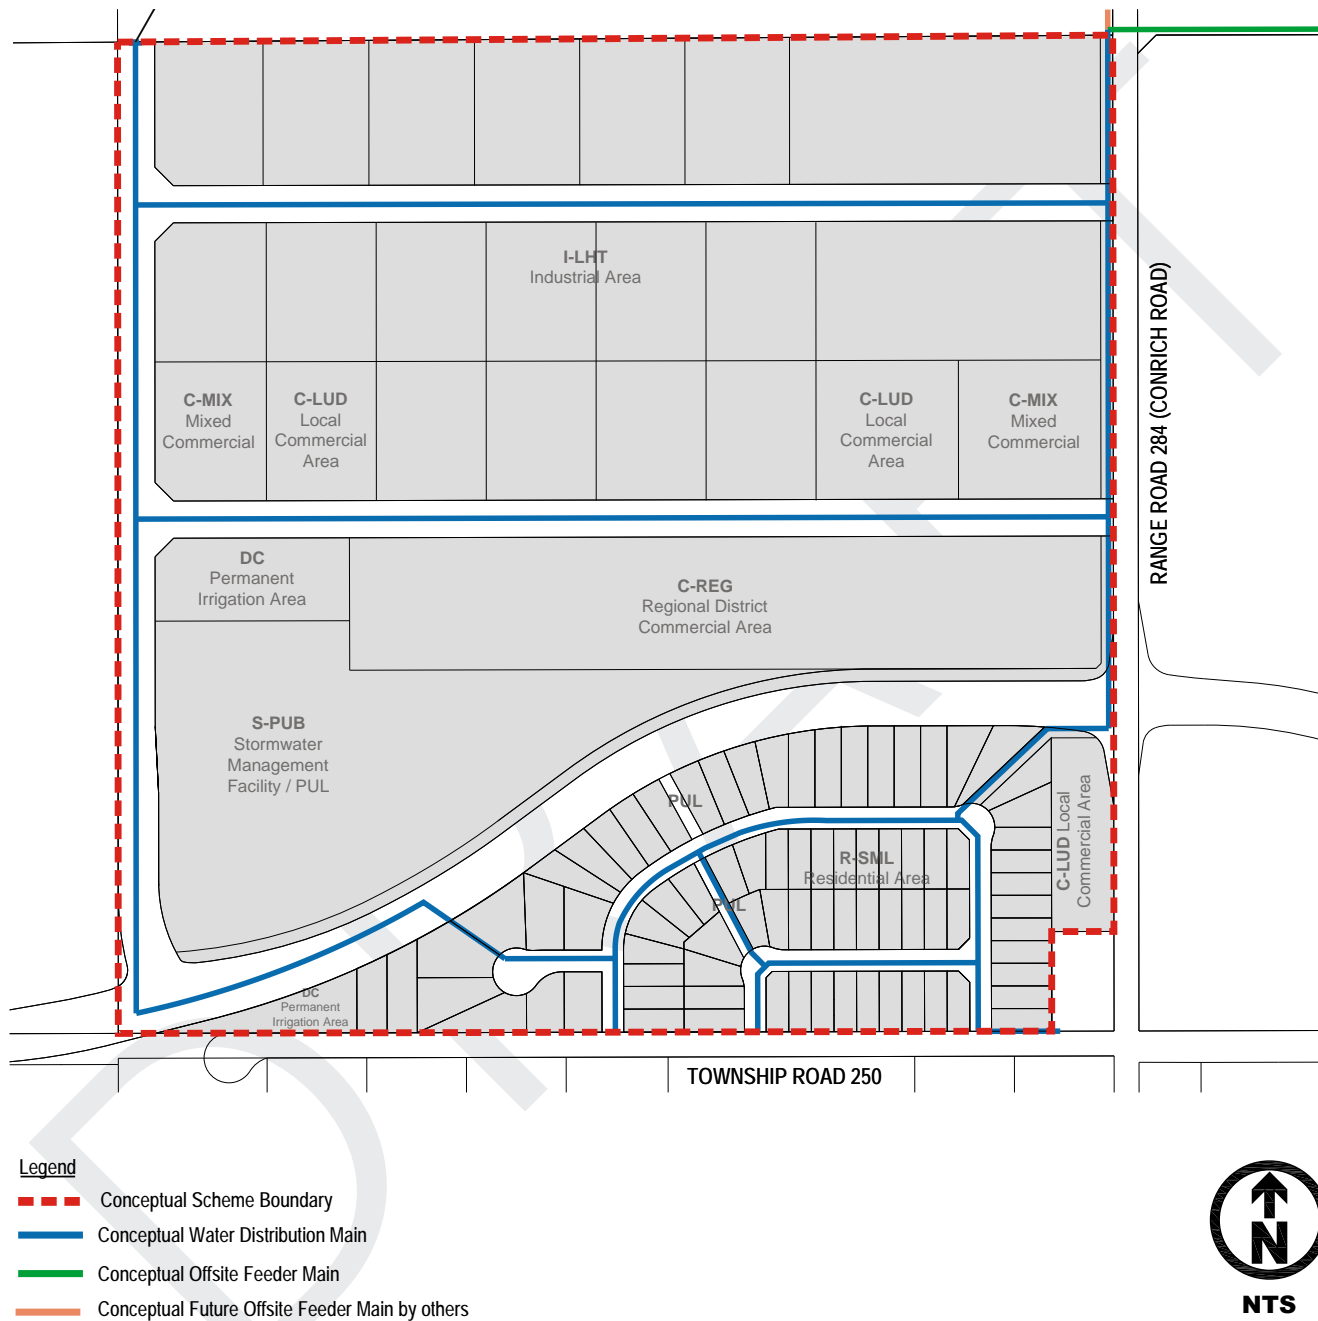 I-LHT
Industrial Area
C-MIX
Mixed
Commercial
C-LUD
Local
Commercial
Area
C-LUD
Local
Commercial
Area
C-MIX
Mixed
Commercial
RANGE ROAD 284 (CONRICH ROAD)
DC
Permanent
Irrigation Area
C-REG
Regional District
Commercial Area
S-PUB
Stormwater
Management
Facility / PUL
PUL
R-SML
Residential Area
C-LUD Local
Commercial Area
PUL
DC
Permanent
Irrigation Area
TOWNSHIP ROAD 250
DRAFT
Legend
Conceptual Scheme Boundary
Conceptual Water Distribution Main
Conceptual Offsite Feeder Main
Conceptual Future Offsite Feeder Main by others
N
NTS